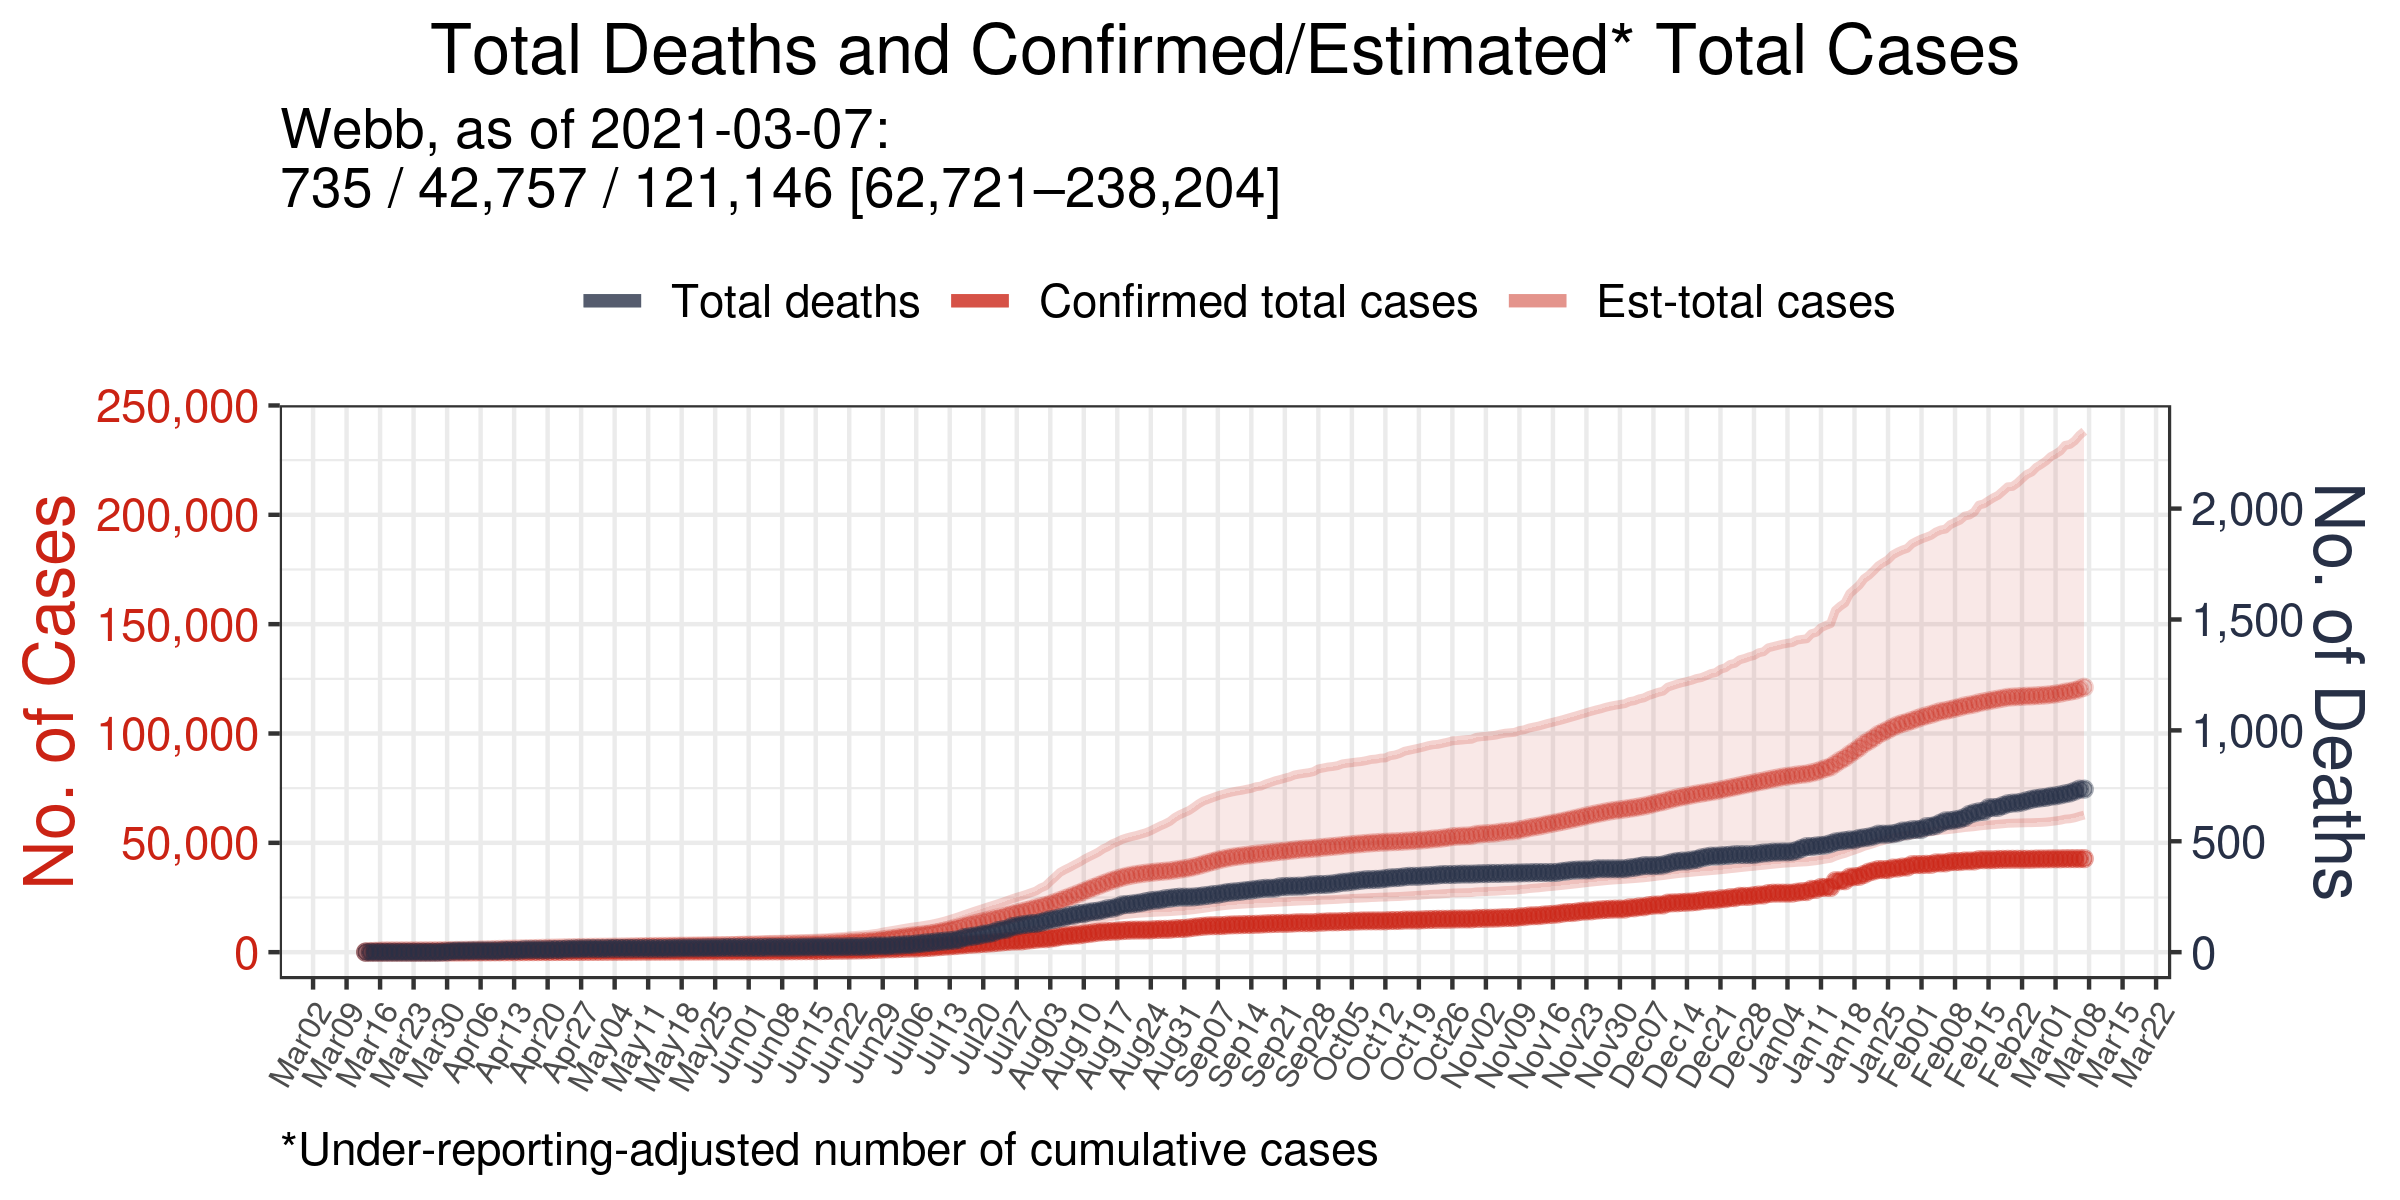 Total Deaths and Confirmed/Estimated* Total Cases
Webb, as of 2021-03-07:
735 / 42,757 / 121,146 [62,721–238,204]
Total deaths
Confirmed total cases
Est-total cases
No. of Cases
250,000
200,000
150,000
100,000
50,000
0
2,000
1,500
1,000
500
0
No. of Deaths
Mar02
Mar09
Mar16
Mar23
Mar30
Apr06
Apr13
Apr20
Apr27
May04
May11
May18
May25
Jun01
Jun08
Jun15
Jun22
Jun29
Jul06
Jul13
Jul20
Jul27
Aug03
Aug10
Aug17
Aug24
Aug31
Sep07
Sep14
Sep21
Sep28
Oct05
Oct12
Oct19
Oct26
Nov02
Nov09
Nov16
Nov23
Nov30
Dec07
Dec14
Dec21
Dec28
Jan04
Jan11
Jan18
Jan25
Feb01
Feb08
Feb15
Feb22
Mar01
Mar08
Mar15
Mar22
*Under-reporting-adjusted number of cumulative cases